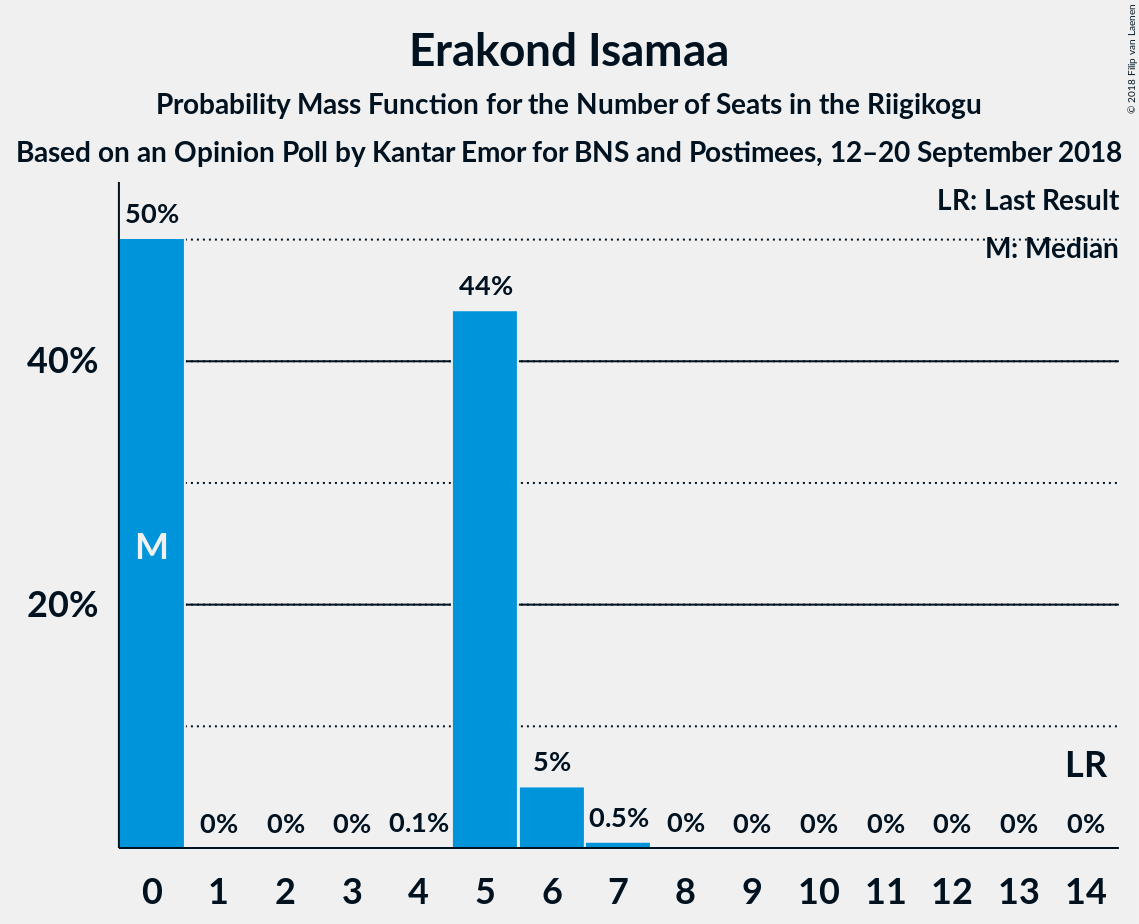 Erakond Isamaa
Probability Mass Function for the Number of Seats in the Riigikogu
Based on an Opinion Poll by Kantar Emor for BNS and Postimees, 12–20 September 2018
© 2018 Filip van Laenen
LR: Last Result
M: Median
50%
44%
40%
M
20%
5%
LR
0% 0% 0% 0.1% 0.5% 0% 0% 0% 0% 0% 0% 0%
0 1 2 3 4 5 6 7 8 9 10 11 12 13 14